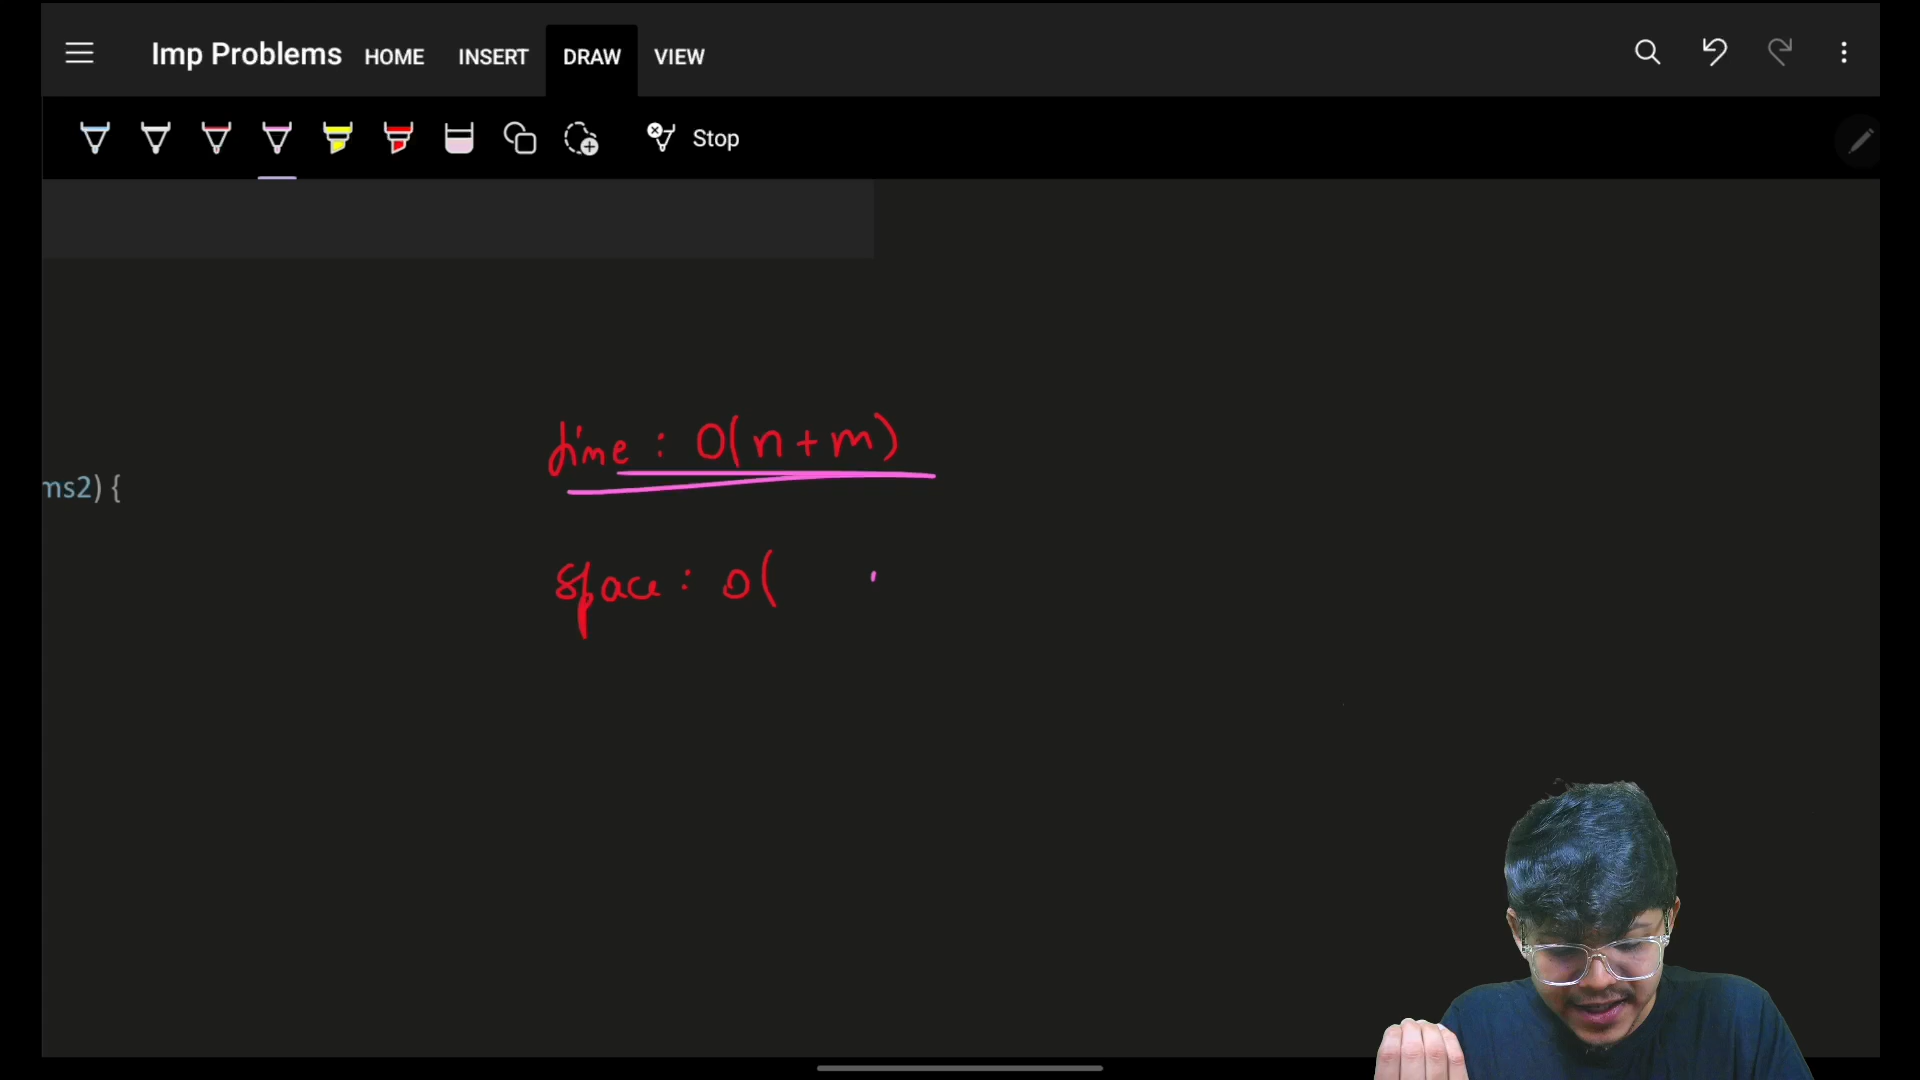 Imp Problems HOME INSERT DRAW VIEW
Stop
time : O(n+m)
ms2) {
space : O(